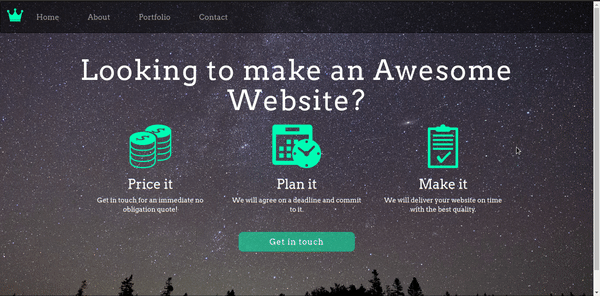 Home About Portfolio Contact
Looking to make an Awesome
Website?
Price it Plan it Make it
Get in touch for an immediate no
obligation quote!
We will agree on a deadline and commit
to it.
We will deliver your website on time
with the best quality.
Get in touch